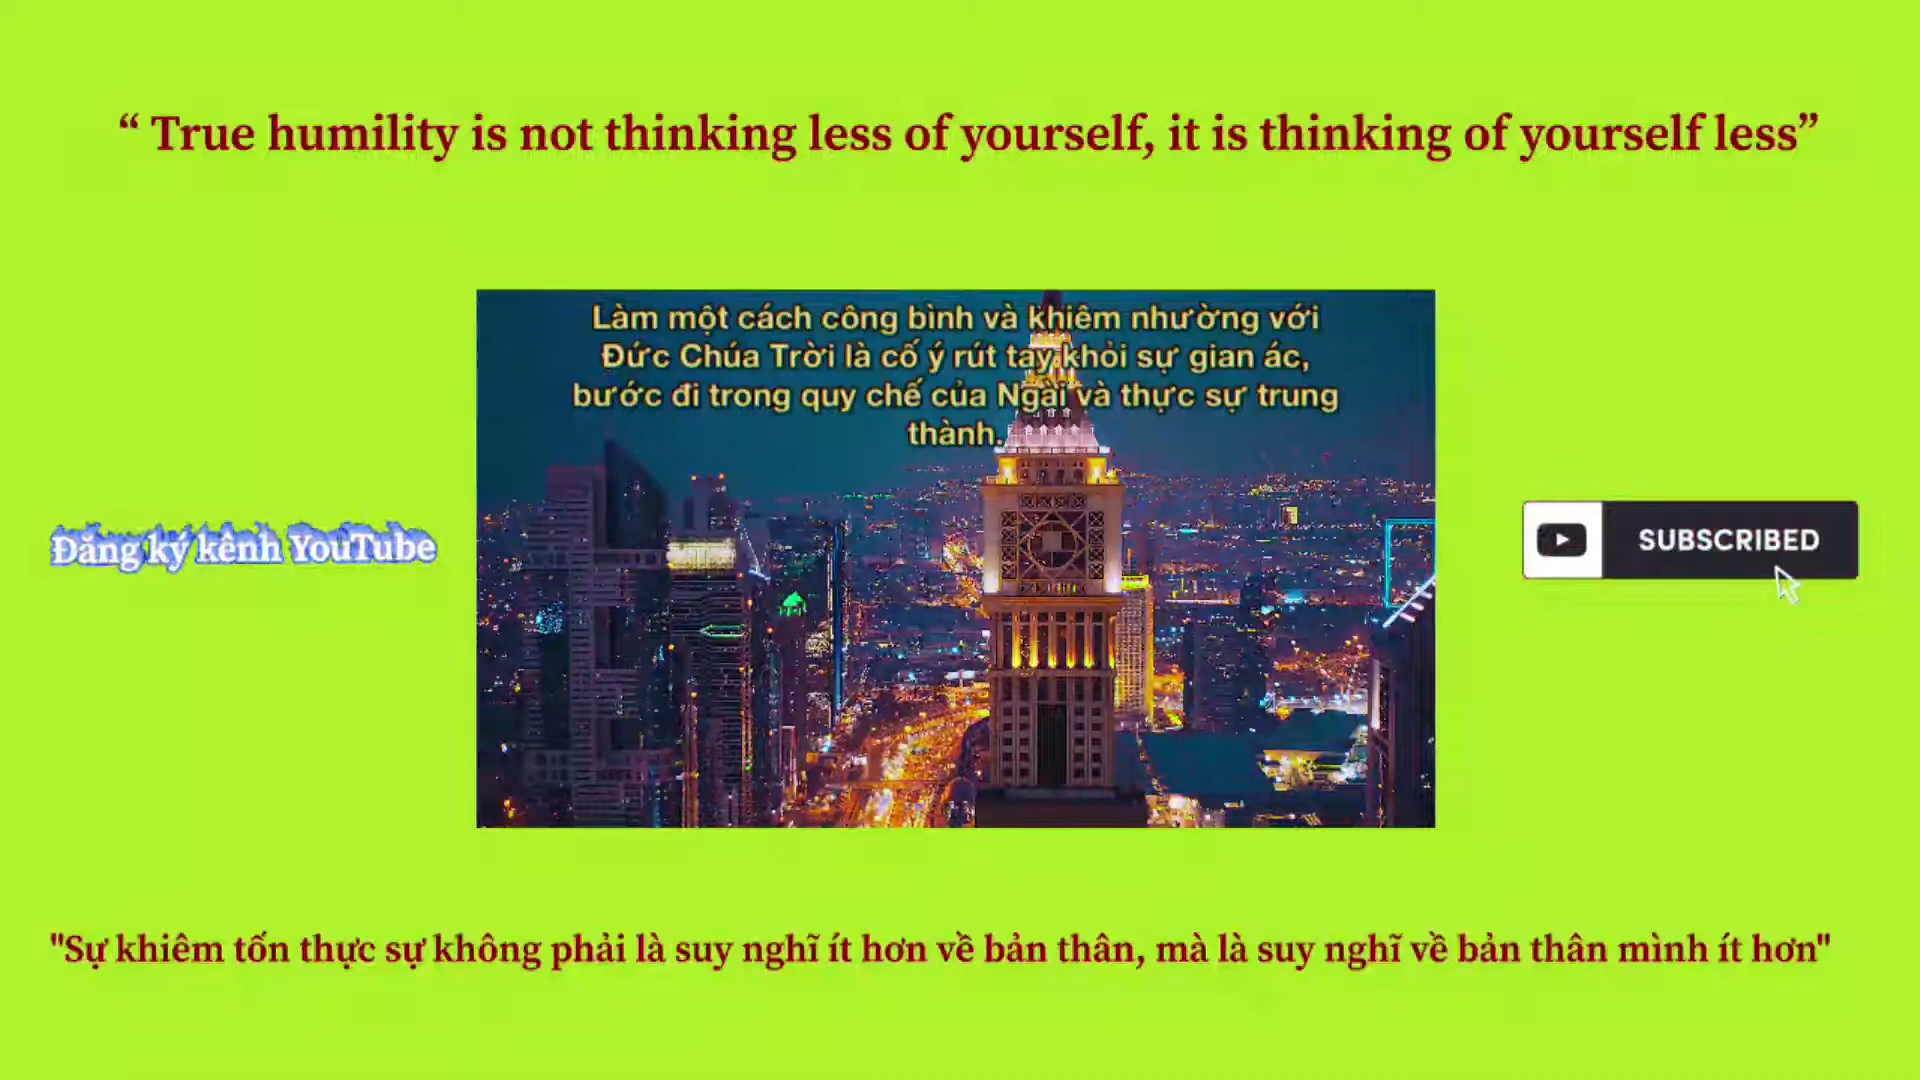 “ True humility is not thinking less of yourself, it is thinking of yourself less”
Làm một cách công bình và khiêm nhường với
Đức Chúa Trời là cố ý rút tay khỏi sự gian ác,
bước đi trong quy chế của Ngài và thực sự trung
thành.
Đăng ký kênh YouTube
SUBSCRIBED
"Sự khiêm tốn thực sự không phải là suy nghĩ ít hơn về bản thân, mà là suy nghĩ về bản thân mình ít hơn"